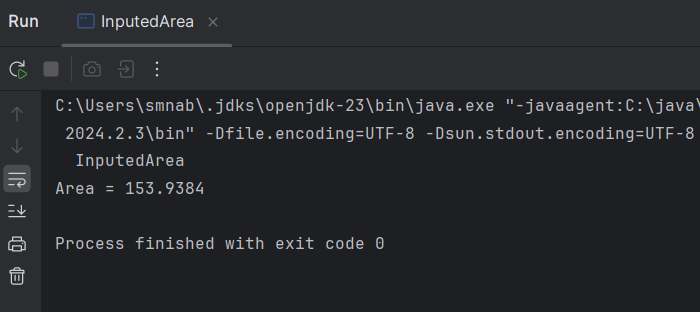 Run
InputedArea
C:\Users\smnab\.jdks\openjdk-23\bin\java.exe "-javaagent:C:\java\
2024.2.3\bin" -Dfile.encoding=UTF-8 -Dsun.stdout.encoding=UTF-8
InputedArea
Area = 153.9384
Process finished with exit code 0